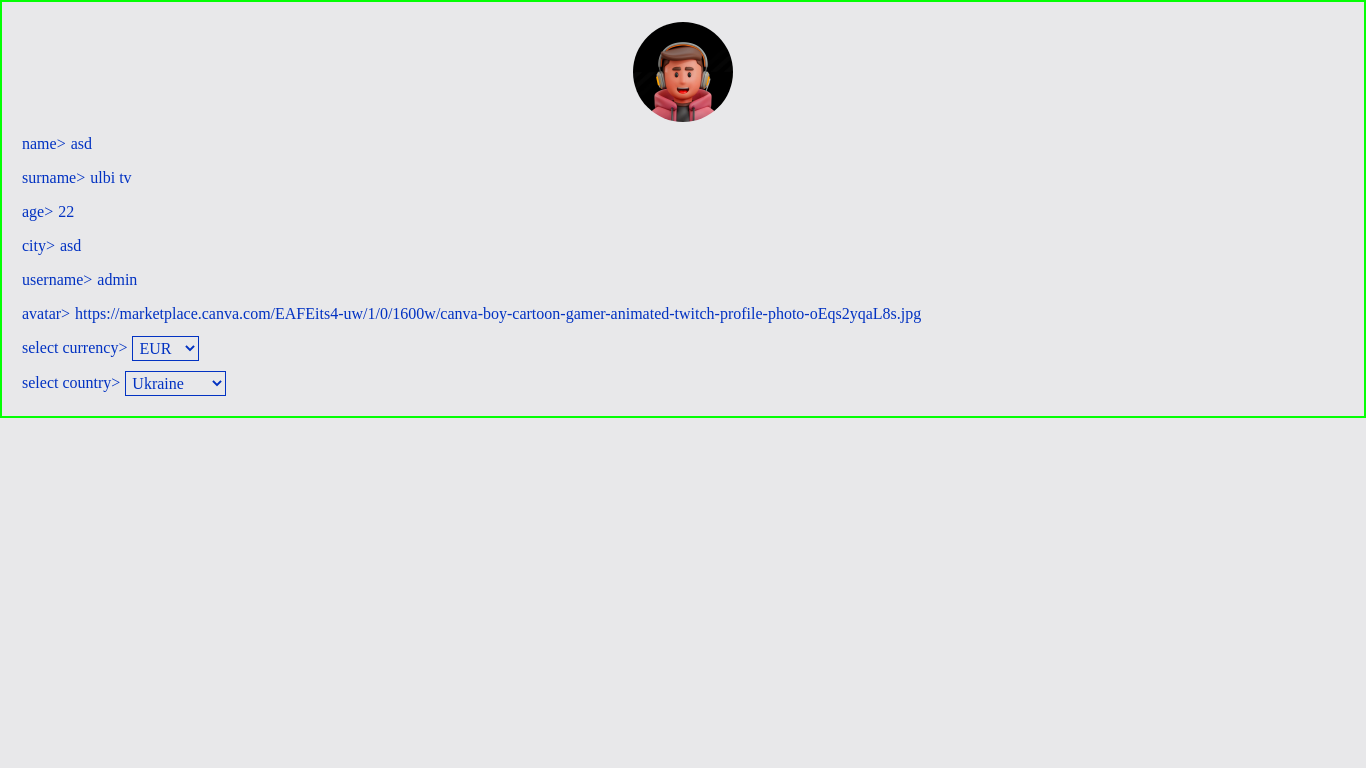 name> asd
surname> ulbi tv
age> 22
city> asd
username> admin
avatar> https://marketplace.canva.com/EAFEits4-uw/1/0/1600w/canva-boy-cartoon-gamer-animated-twitch-profile-photo-oEqs2yqaL8s.jpg
select currency> EUR
select country> Ukraine